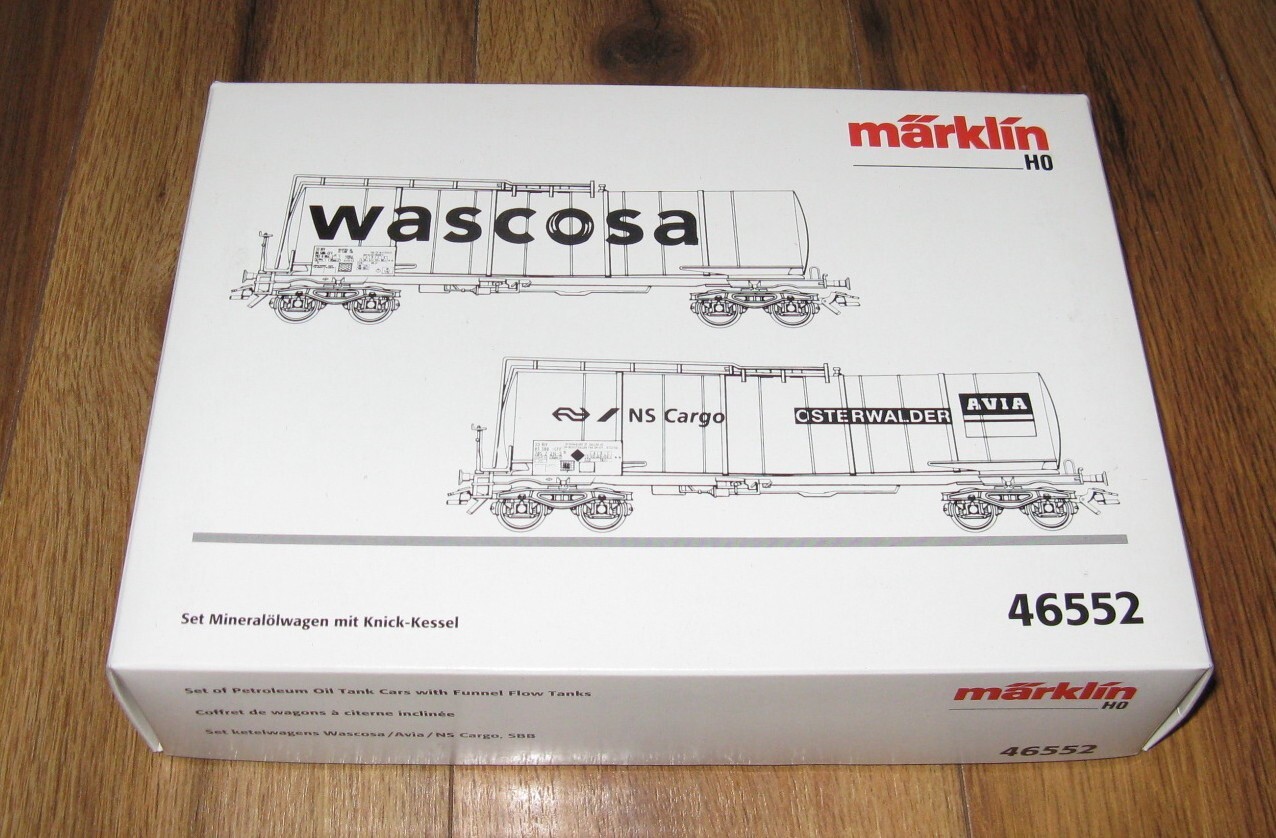 märklin
H0
wascosa
NS Cargo
OSTERWALDER
AVIA
Set Mineralölwagen mit Knick-Kessel
46552
Set of Petroleum Oil Tank Cars with Funnel Flow Tanks
Coffret de wagons à citerne inclinée
Set ketelwagens Wascosa/Avia/NS Cargo, SBB
märklin
H0
46552